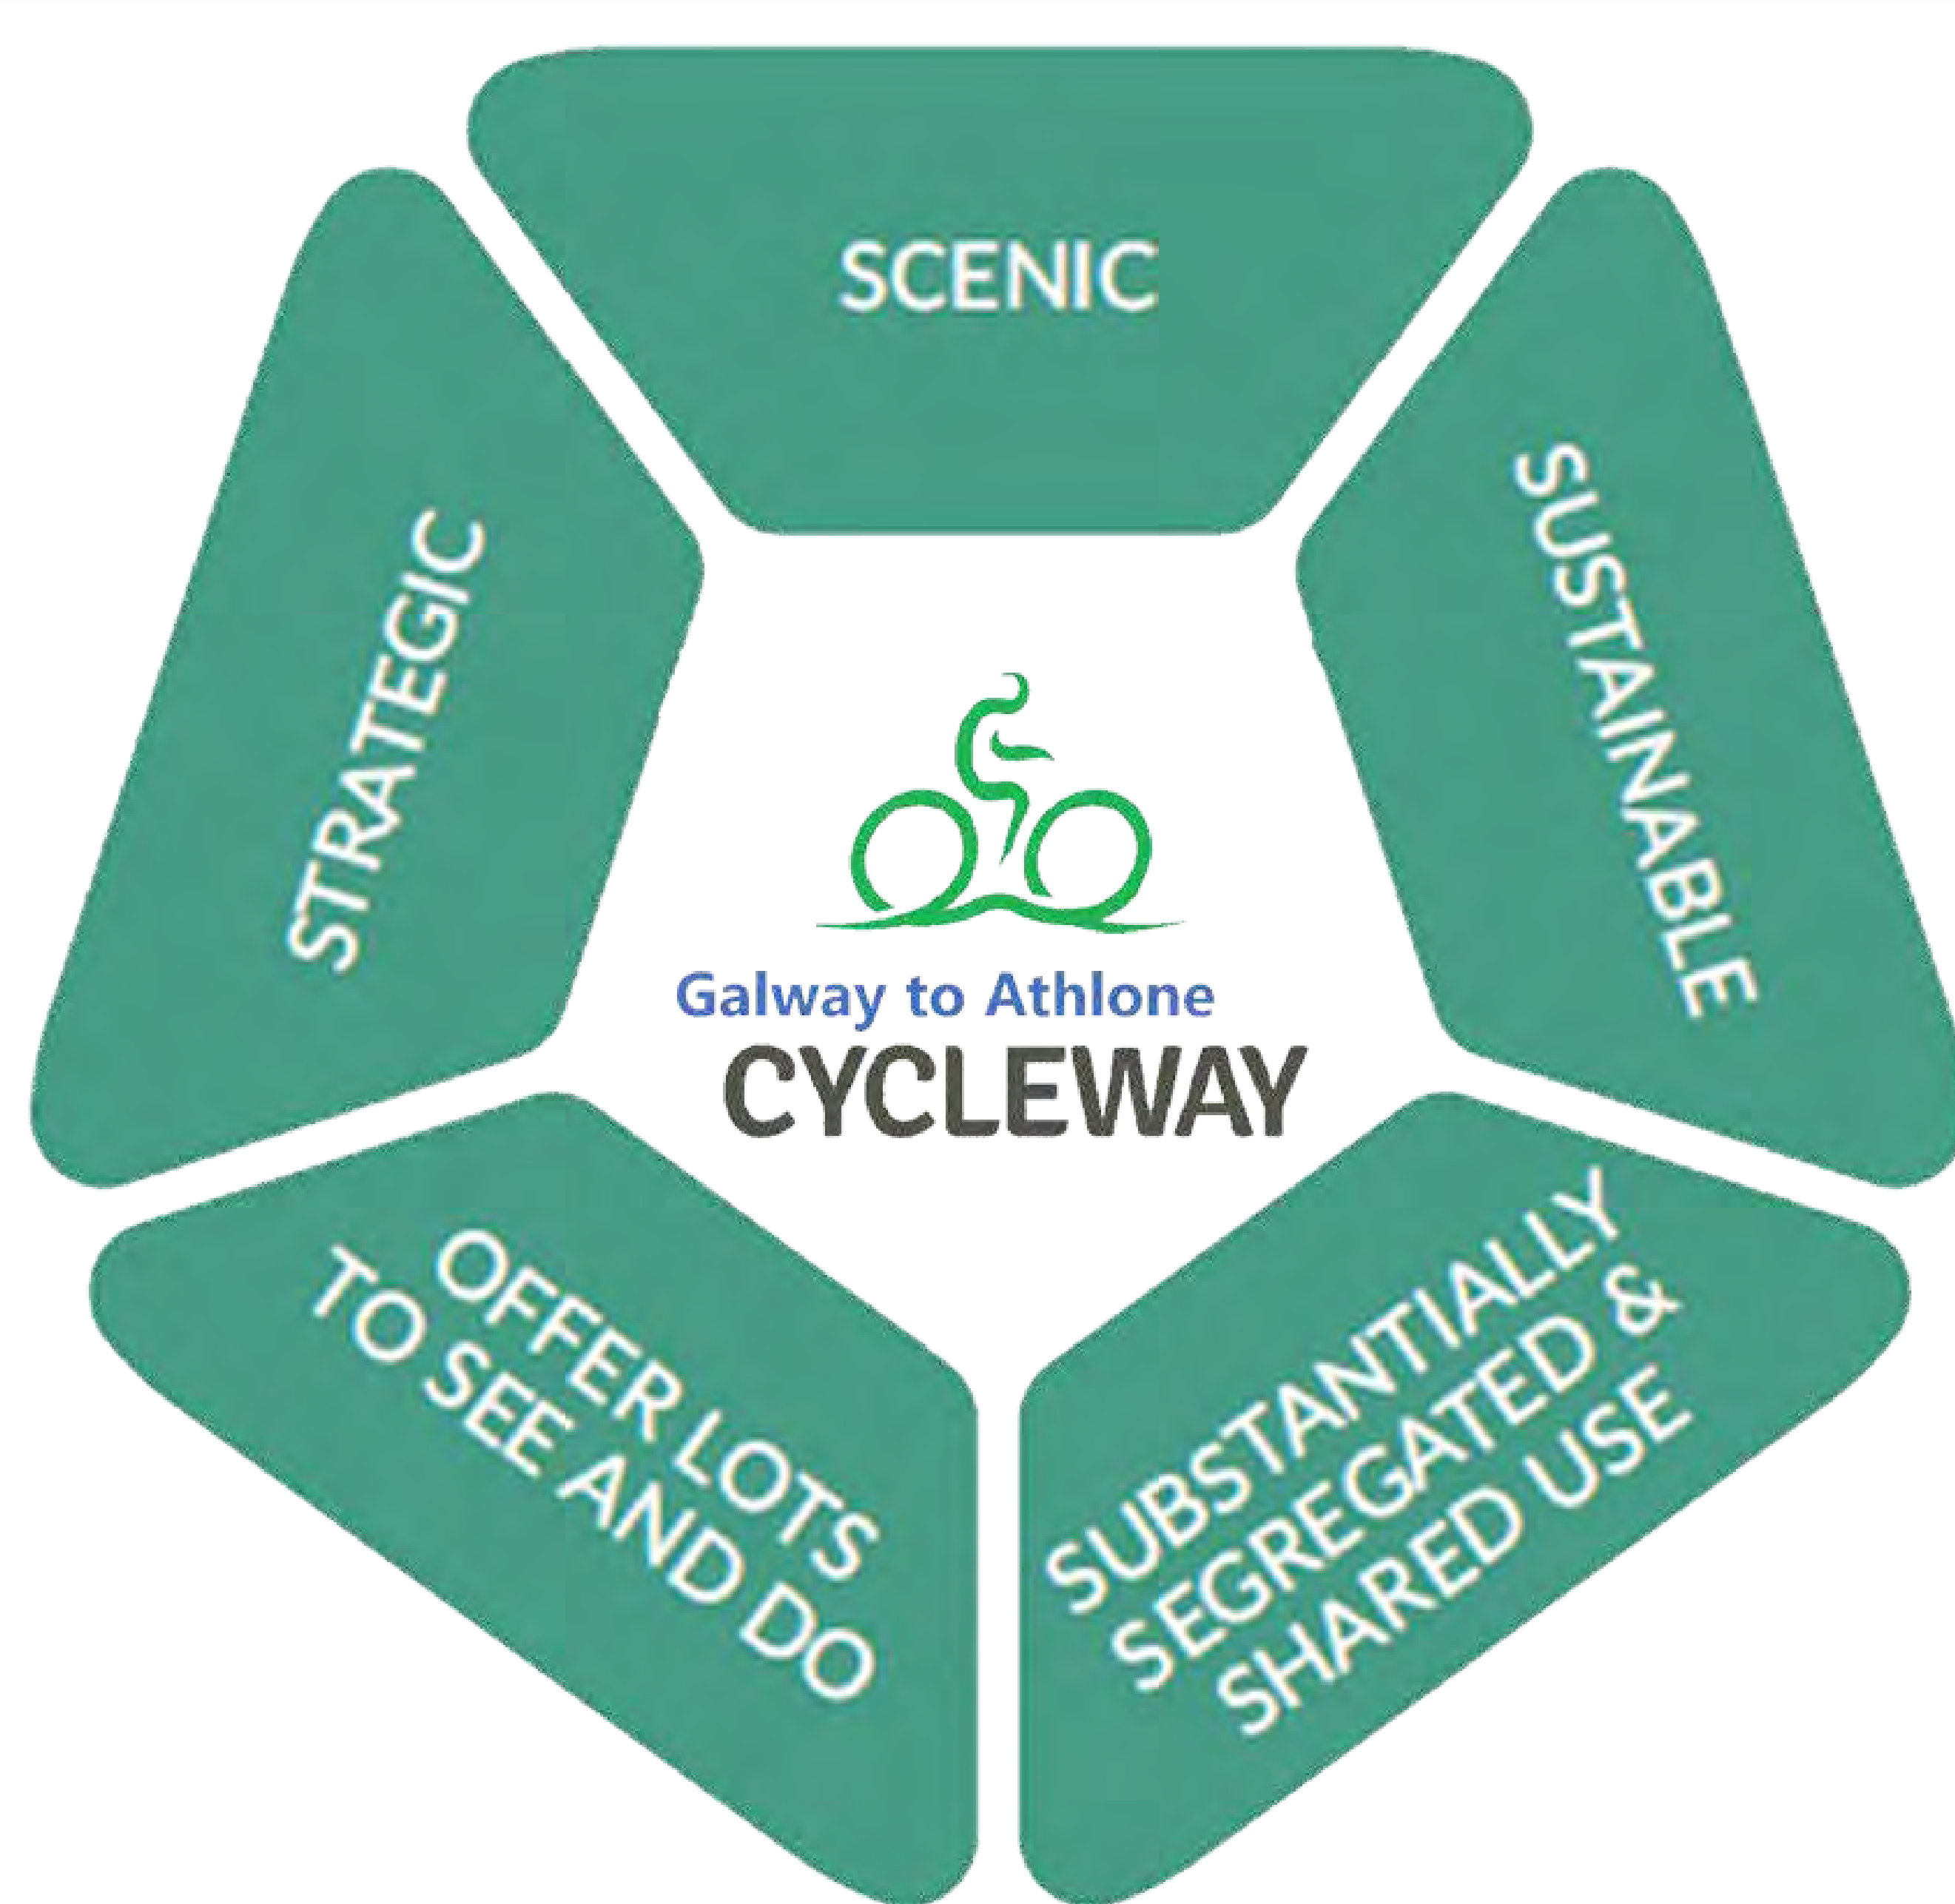 SCENIC
SUSTAINABLE
SUBSTANTIALLY
SEGREGATED &
SHARED USE
OFFER LOTS
TO SEE AND DO
STRATEGIC
Galway to Athlone
CYCLEWAY